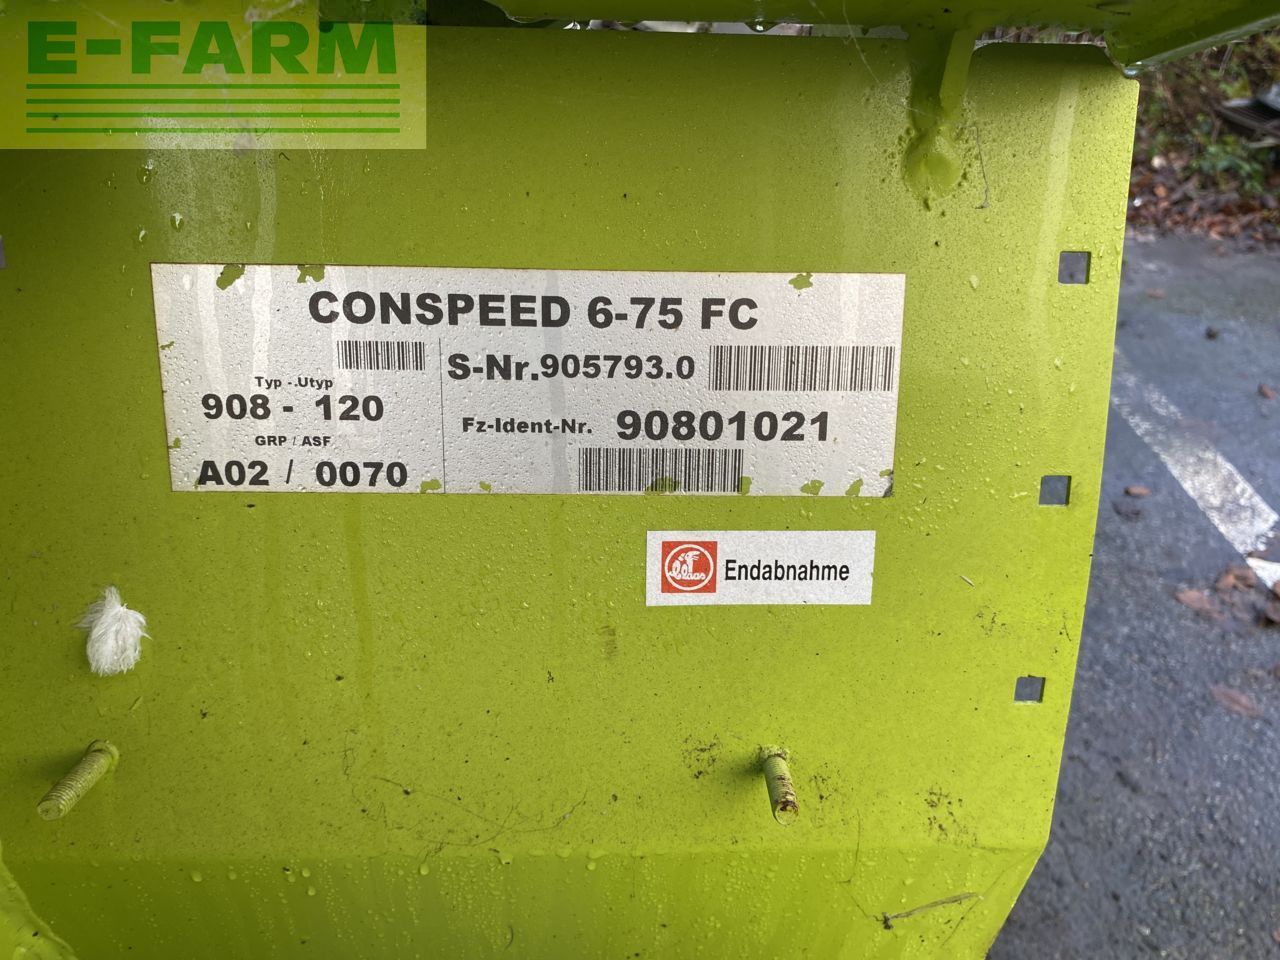 E-FARM
CONSPEED 6-75 FC
S-Nr.905793.0
Typ -.Utyp
908 - 120
Fz-Ident-Nr. 90801021
GRP / ASF
A02 / 0070
Claas Endabnahme